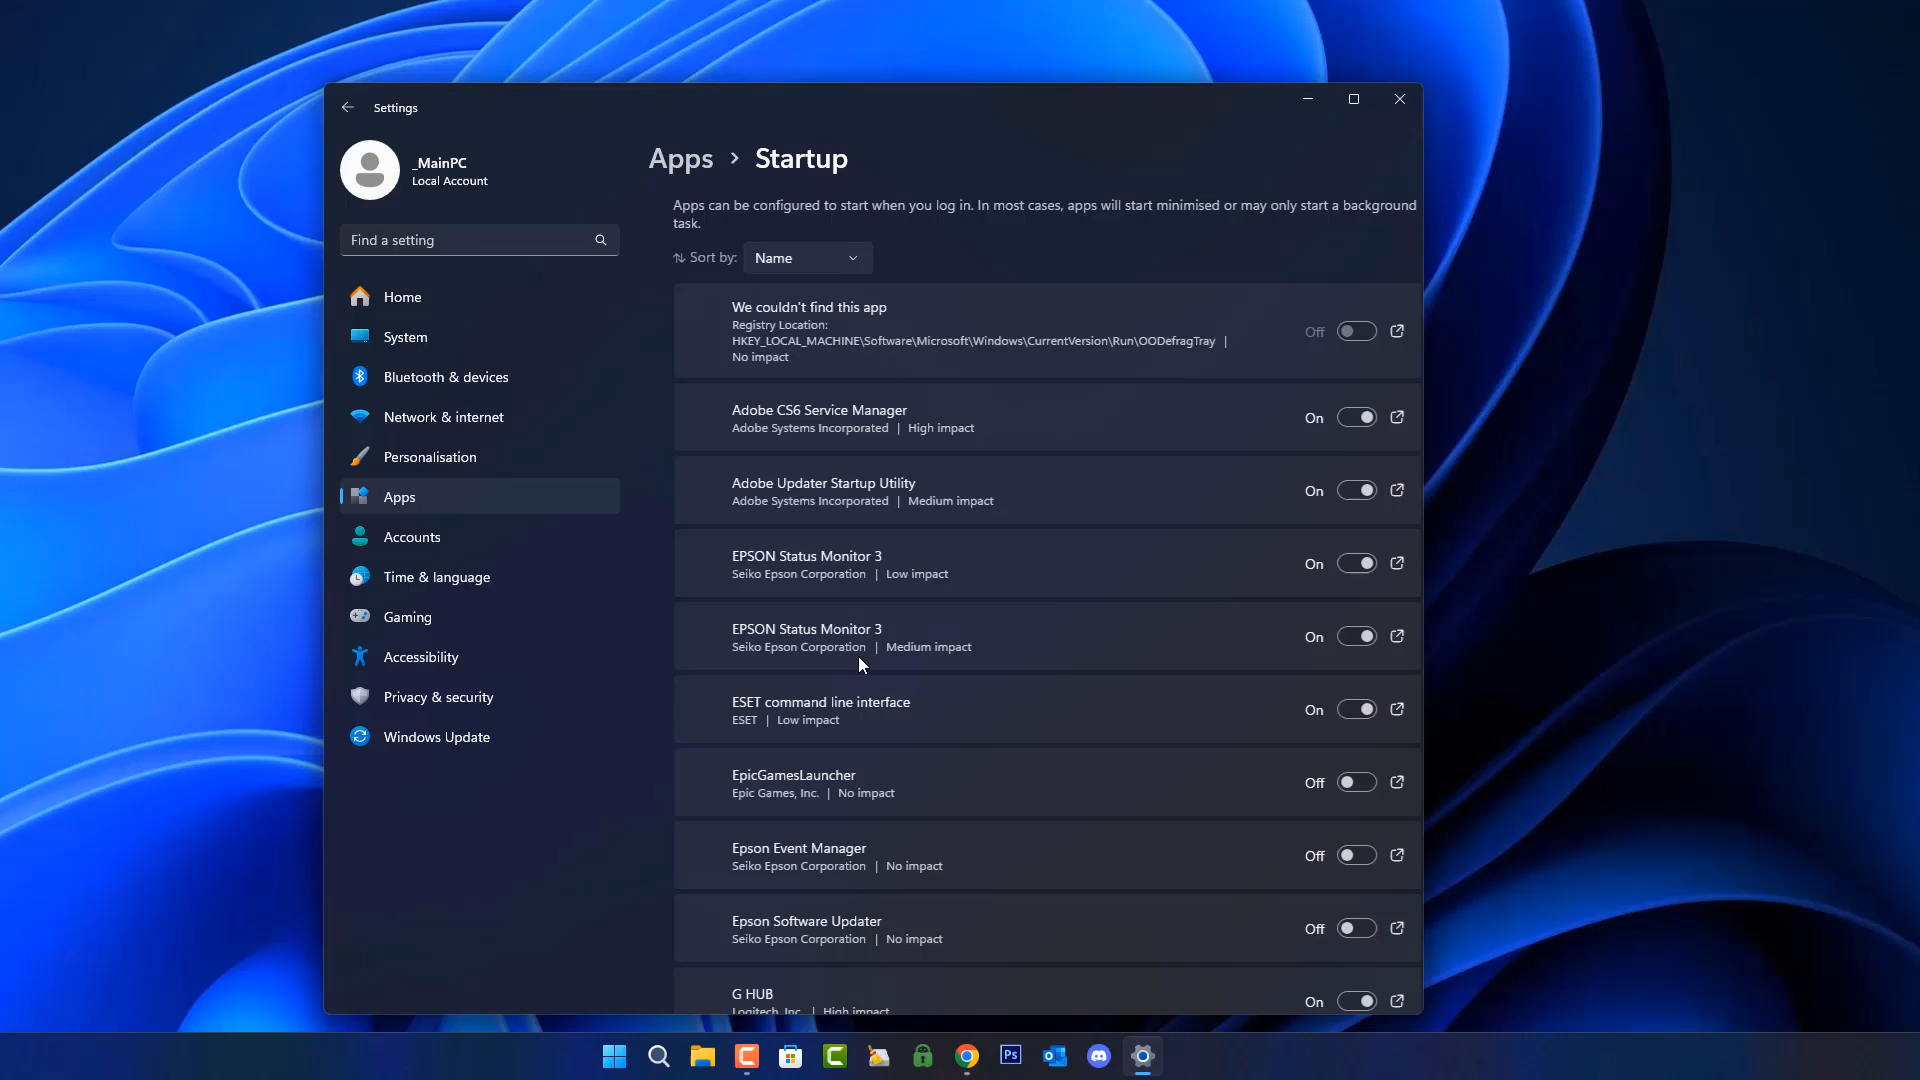 Settings
_MainPC
Local Account
Find a setting
Home
System
Bluetooth & devices
Network & internet
Personalisation
Apps
Accounts
Time & language
Gaming
Accessibility
Privacy & security
Windows Update
Apps > Startup
Apps can be configured to start when you log in. In most cases, apps will start minimised or may only start a background
task.
Sort by: Name
We couldn't find this app
Registry Location:
HKEY_LOCAL_MACHINE\Software\Microsoft\Windows\CurrentVersion\Run\OODefragTray |
No impact
Off
Adobe CS6 Service Manager
Adobe Systems Incorporated | High impact
On
Adobe Updater Startup Utility
Adobe Systems Incorporated | Medium impact
On
EPSON Status Monitor 3
Seiko Epson Corporation | Low impact
On
EPSON Status Monitor 3
Seiko Epson Corporation | Medium impact
On
ESET command line interface
ESET | Low impact
On
EpicGamesLauncher
Epic Games, Inc. | No impact
Off
Epson Event Manager
Seiko Epson Corporation | No impact
Off
Epson Software Updater
Seiko Epson Corporation | No impact
Off
G HUB
Logitech, Inc. | High impact
On
Ps